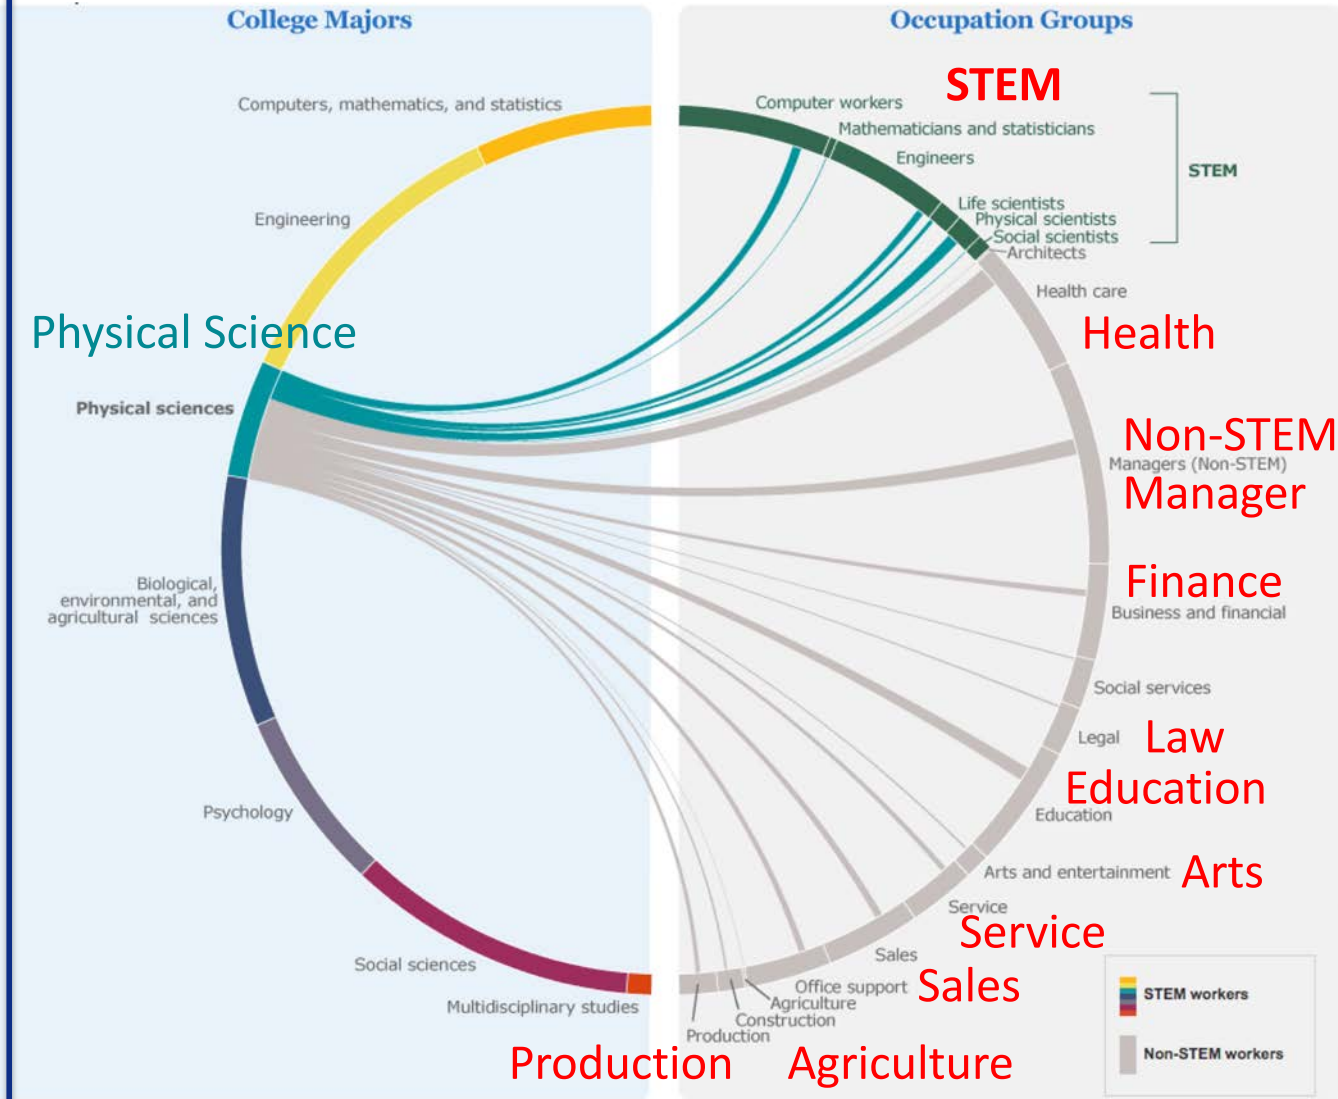 College Majors
Occupation Groups
STEM
Computers, mathematics, and statistics
Computer workers
Mathematicians and statisticians
Engineers
STEM
Engineering
Life scientists
Physical scientists
Social scientists
Architects
Health care
Physical Science
Health
Physical sciences
Non-STEM
Managers (Non-STEM)
Manager
Finance
Business and financial
Biological,
environmental, and
agricultural sciences
Social services
Legal
Law
Education
Education
Psychology
Arts and entertainment
Arts
Service
Service
Sales
Sales
Social sciences
Office support
Agriculture
Construction
Production
Multidisciplinary studies
STEM workers
Non-STEM workers
Production
Agriculture